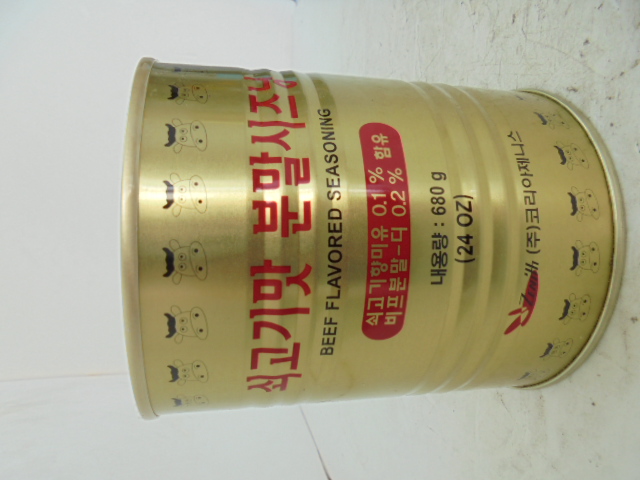 쇠고기맛 분말시즈닝
BEEF FLAVORED SEASONING
쇠고기향미유 0.1 % 함유
비프분말-디 0.2 %
내용량 : 680 g
(24 OZ)
Zenith (주)코리아제니스